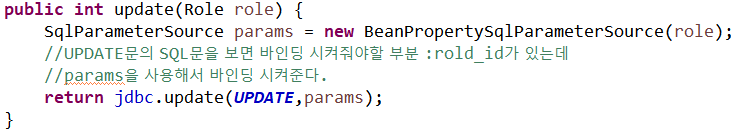 public int update(Role role) {
SqlParameterSource params = new BeanPropertySqlParameterSource(role);
//UPDATE문의 SQL문을 보면 바인딩 시켜줘야할 부분 :rold_id가 있는데
//params을 사용해서 바인딩 시켜준다.
return jdbc.update(UPDATE,params);
}